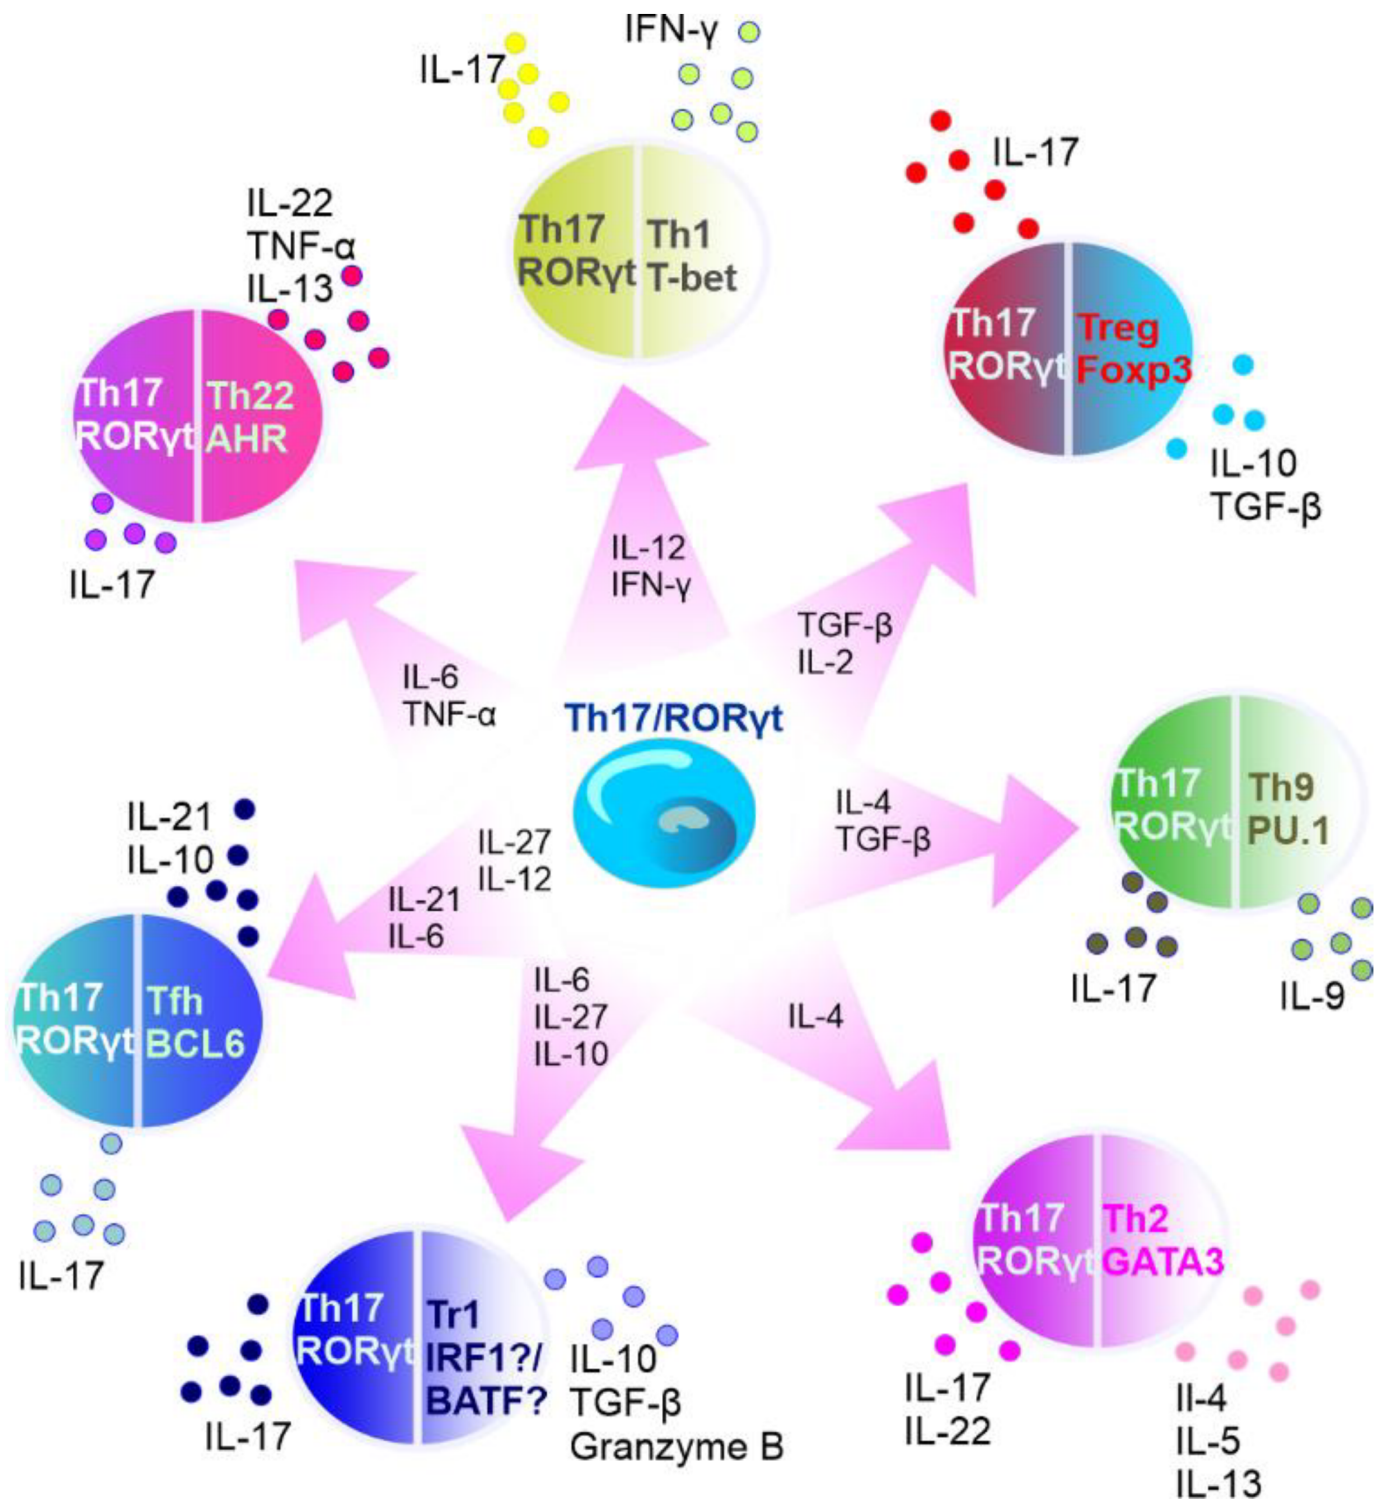 IFN-γ
IL-17
IL-17
IL-22
TNF-α
IL-13
Th17
RORγt
Th1
T-bet
Th17
RORγt
Treg
Foxp3
Th17
RORγt
Th22
AHR
IL-10
TGF-β
IL-17
IL-12
IFN-γ
TGF-β
IL-2
IL-6
TNF-α
Th17/RORγt
IL-4
TGF-β
Th17
RORγt
Th9
PU.1
IL-21
IL-10
IL-27
IL-12
IL-21
IL-6
IL-17
IL-9
Th17
RORγt
Tfh
BCL6
IL-6
IL-27
IL-10
IL-4
IL-17
Th17
RORγt
Th2
GATA3
Th17
RORγt
Tr1
IRF1?/
BATF?
IL-17
IL-10
TGF-β
Granzyme B
IL-17
IL-22
Il-4
IL-5
IL-13